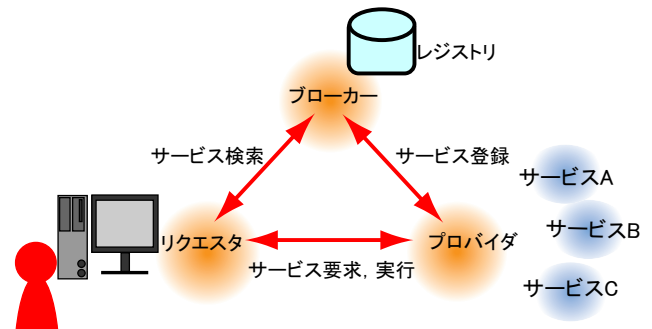 レジストリ
ブローカー
サービス検索
サービス登録
サービスA
リクエスタ
プロバイダ
サービスB
サービス要求, 実行
サービスC